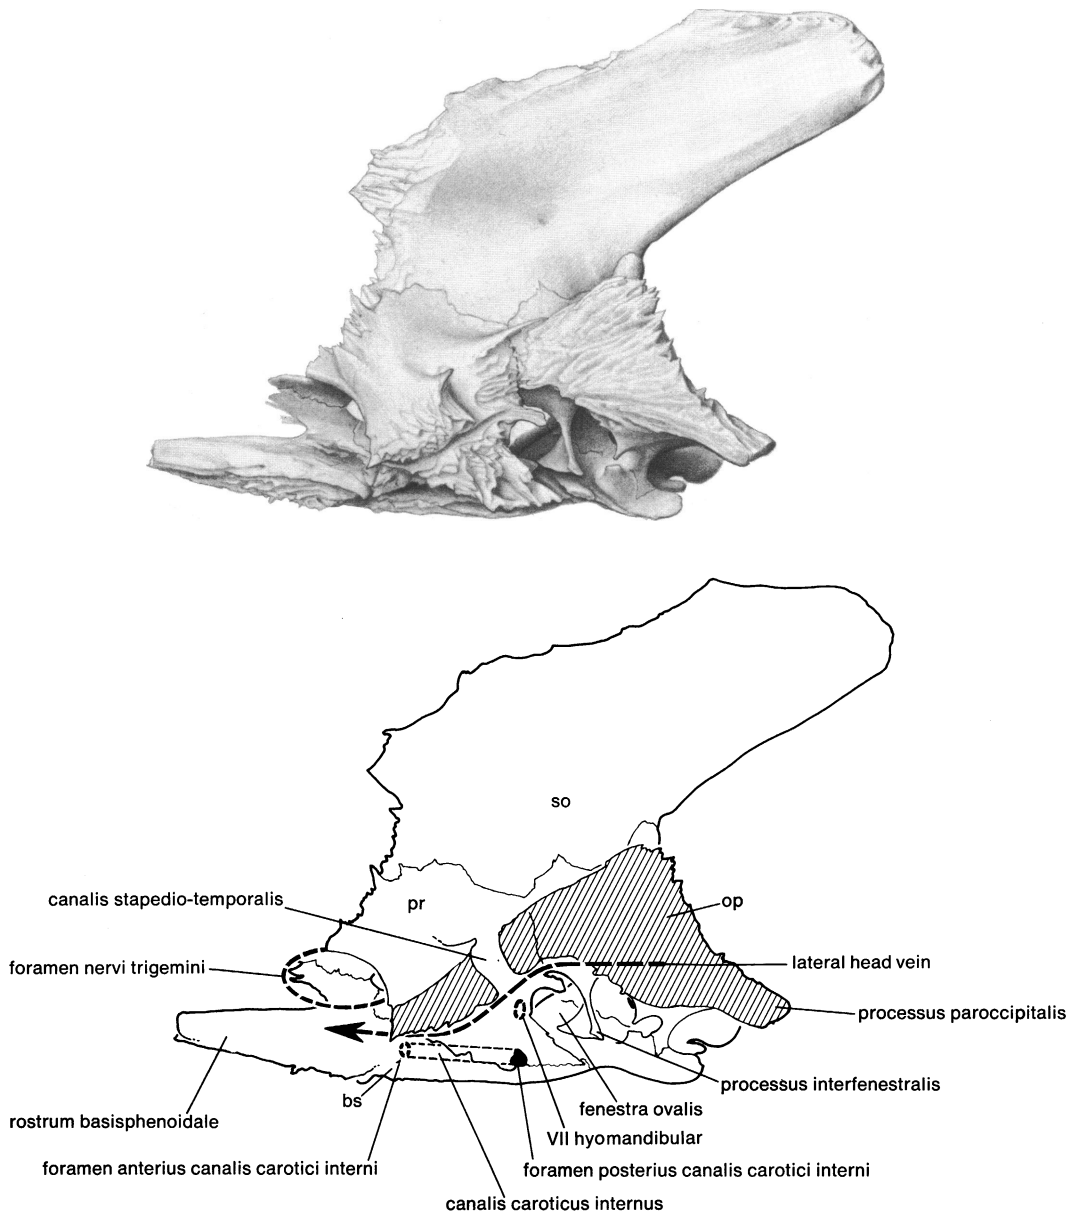 so
canalis stapedio-temporalis
pr
op
foramen nervi trigemini
lateral head vein
processus paroccipitalis
processus interfenestralis
bs
fenestra ovalis
rostrum basisphenoidale
VII hyomandibular
foramen anterius canalis carotici interni
foramen posterius canalis carotici interni
canalis caroticus internus